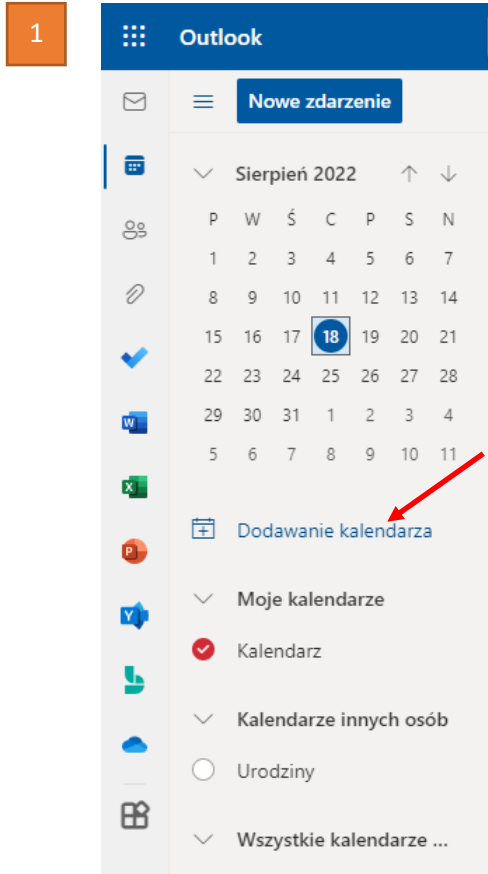 1
Outlook
Nowe zdarzenie
Sierpień 2022
P W Ś C P S N
1 2 3 4 5 6 7
8 9 10 11 12 13 14
15 16 17 18 19 20 21
22 23 24 25 26 27 28
29 30 31 1 2 3 4
5 6 7 8 9 10 11
Dodawanie kalendarza
Moje kalendarze
Kalendarz
Kalendarze innych osób
Urodziny
Wszystkie kalendarze ...